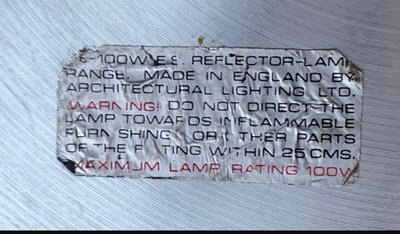 100W E.S. REFLECTOR-LAMP
RANGE. MADE IN ENGLAND BY
ARCHITECTURAL LIGHTING LTD.
WARNING! DO NOT DIRECT THE
LAMP TOWARDS INFLAMMABLE
FURNISHING OR OTHER PARTS
OF THE FITTING WITHIN 25 CMS.
MAXIMUM LAMP RATING 100W